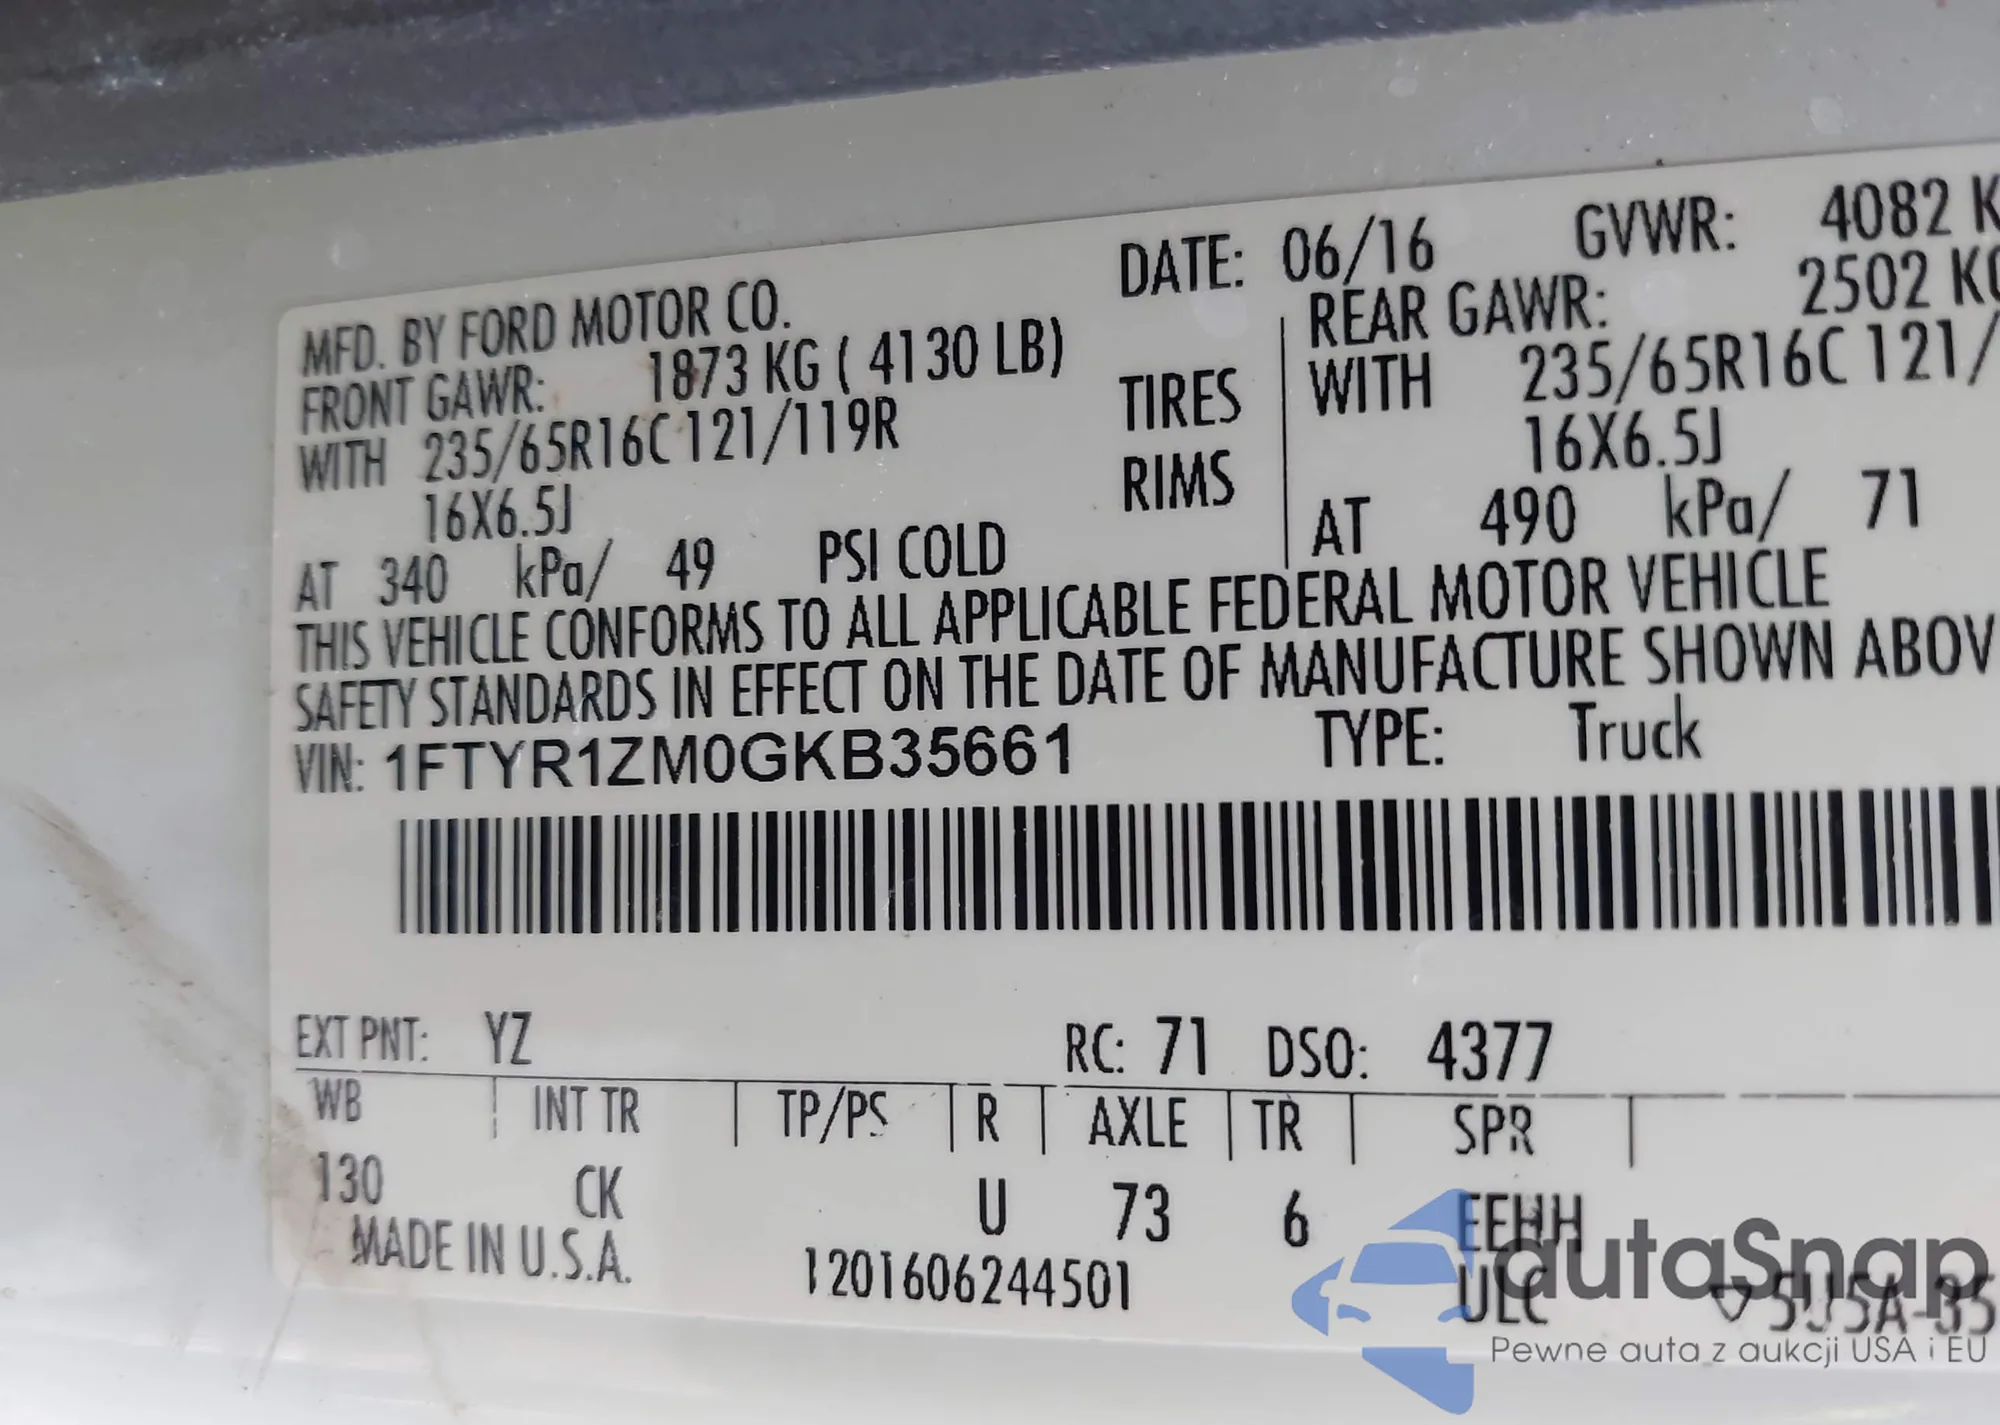 DATE: 06/16 GVWR: 4082 K
MFD. BY FORD MOTOR CO.
FRONT GAWR: 1873 KG ( 4130 LB) REAR GAWR: 2502 KG
WITH 235/65R16C 121/119R TIRES WITH 235/65R16C 121/
16X6.5J RIMS 16X6.5J
AT 340 kPa/ 49 PSI COLD AT 490 kPa/ 71
THIS VEHICLE CONFORMS TO ALL APPLICABLE FEDERAL MOTOR VEHICLE
SAFETY STANDARDS IN EFFECT ON THE DATE OF MANUFACTURE SHOWN ABOV
VIN: 1FTYR1ZM0GKB35661 TYPE: Truck
EXT PNT: YZ RC: 71 DSO: 4377
WB INT TR TP/PS R AXLE TR SPR
130 CK U 73 6 EEHH
MADE IN U.S.A. 1201606244501 ULC
autoSnap
Pewne auta z aukcji USA i EU